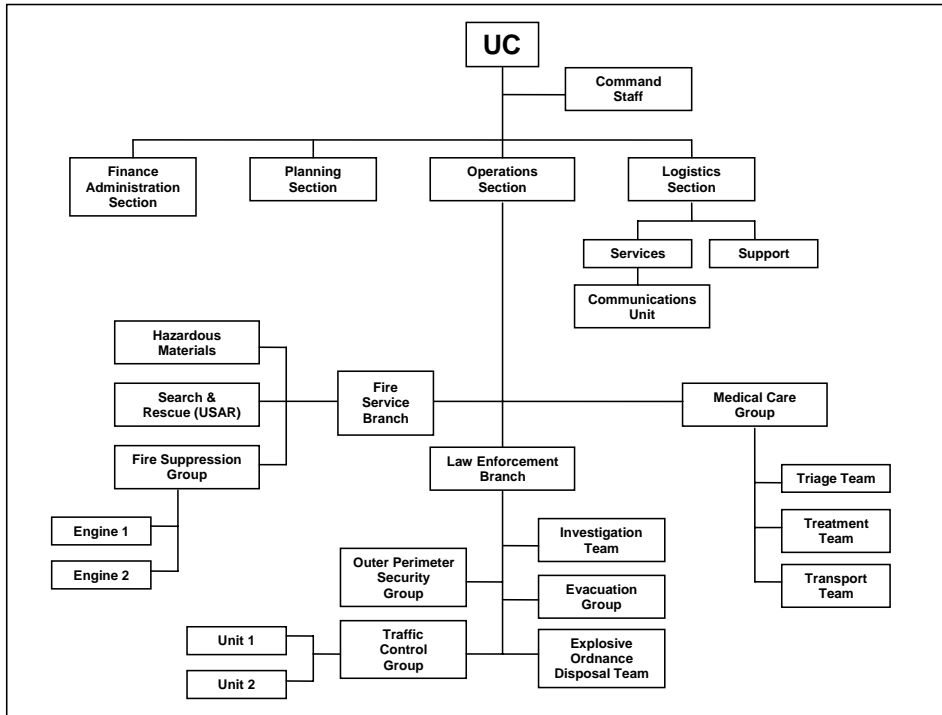 UC
Command
Staff
Finance
Administration
Section
Planning
Section
Operations
Section
Logistics
Section
Services
Support
Communications
Unit
Hazardous
Materials
Search &
Rescue (USAR)
Fire Suppression
Group
Engine 1
Engine 2
Fire
Service
Branch
Medical Care
Group
Triage Team
Treatment
Team
Transport
Team
Law Enforcement
Branch
Investigation
Team
Outer Perimeter
Security
Group
Evacuation
Group
Traffic
Control
Group
Unit 1
Unit 2
Explosive
Ordnance
Disposal Team